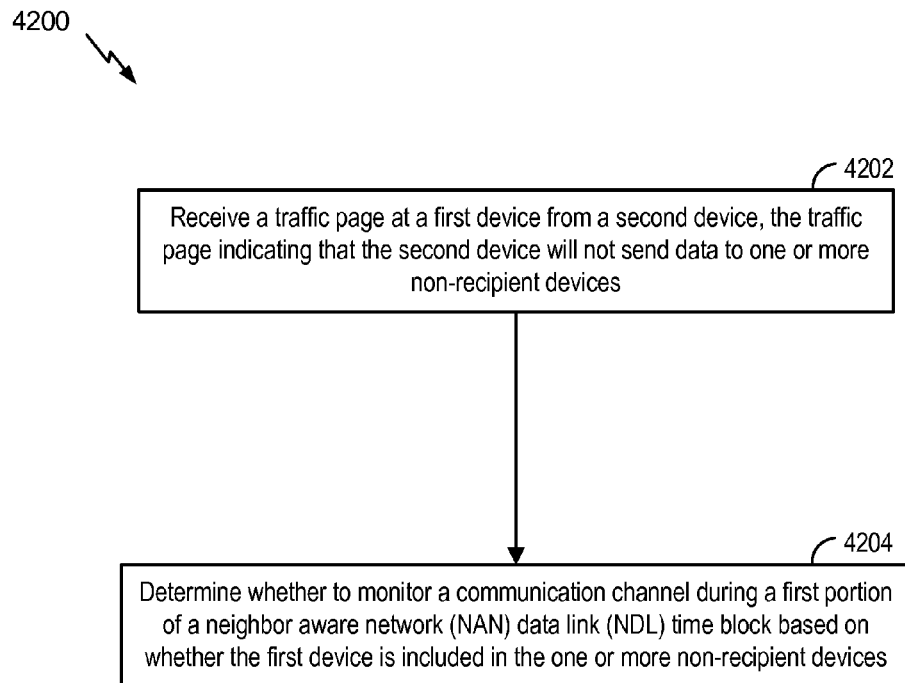 4200
4202
Receive a traffic page at a first device from a second device, the traffic
page indicating that the second device will not send data to one or more
non-recipient devices
4204
Determine whether to monitor a communication channel during a first portion
of a neighbor aware network (NAN) data link (NDL) time block based on
whether the first device is included in the one or more non-recipient devices